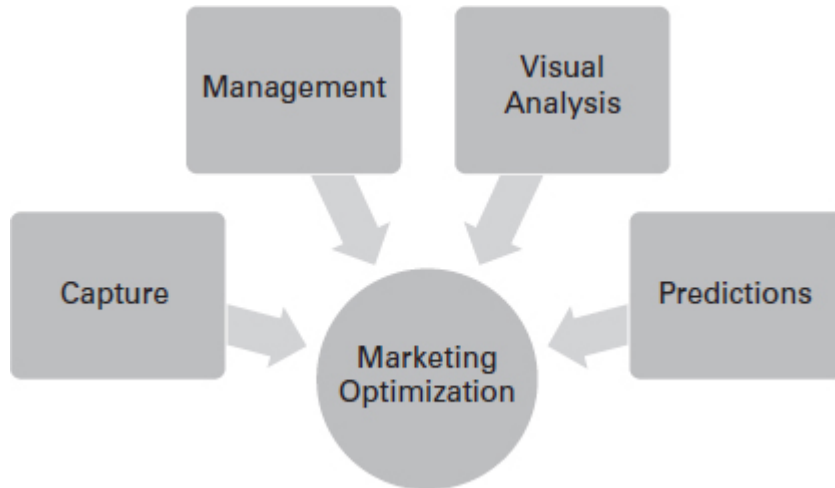 Management
Visual
Analysis
Capture
Predictions
Marketing
Optimization